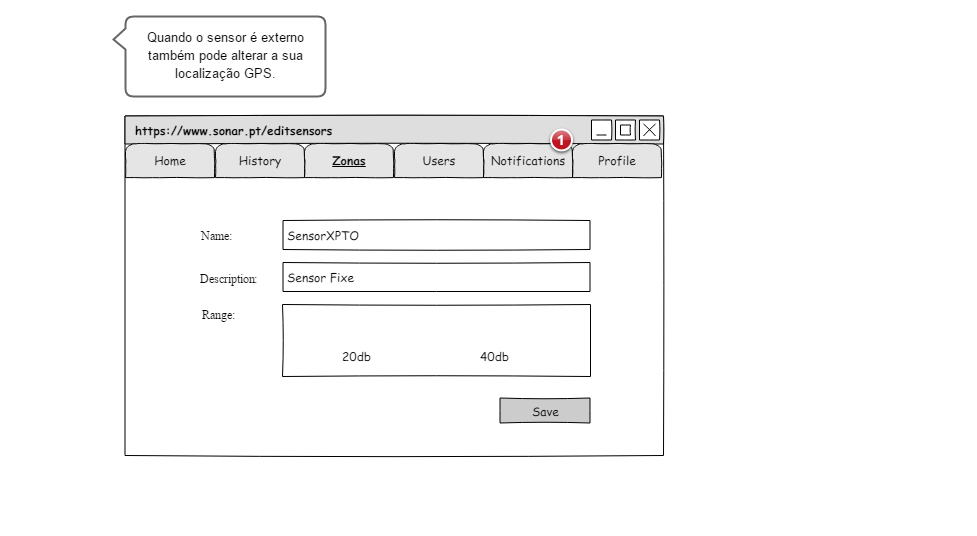 Quando o sensor é externo
também pode alterar a sua
localização GPS.
https://www.sonar.pt/editsensors
1
Home History Zonas Users Notifications Profile
Name: SensorXPTO
Description: Sensor Fixe
Range:
20db 40db
Save